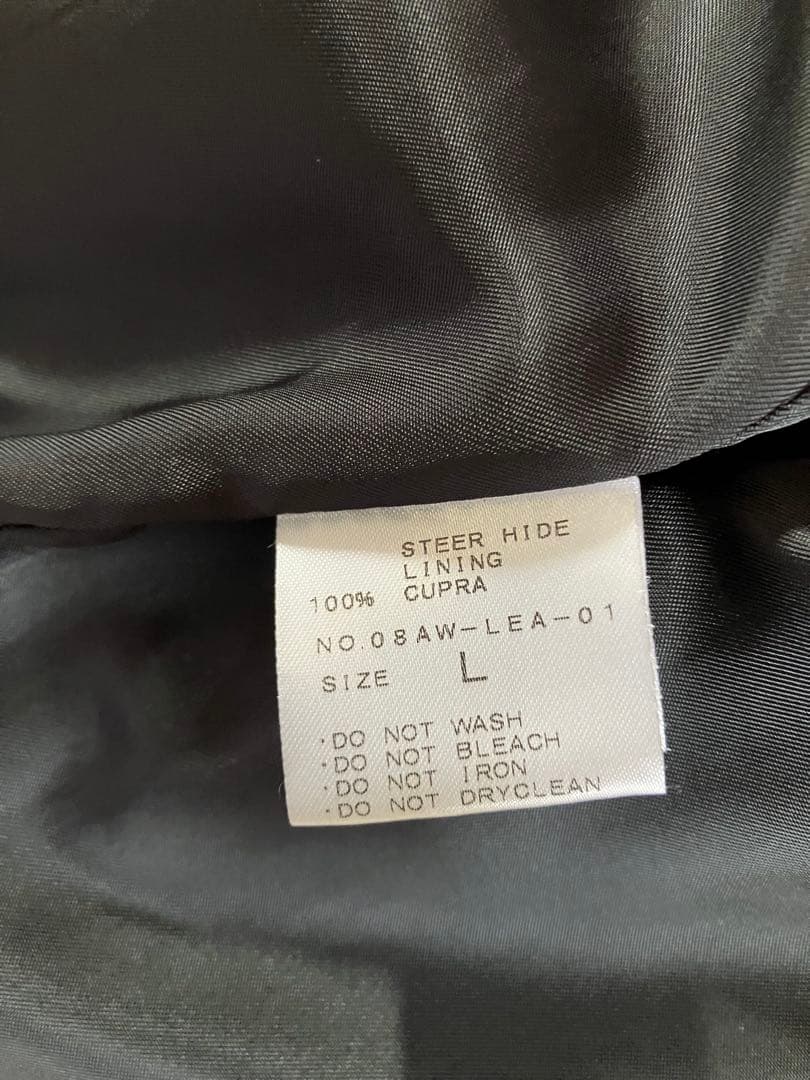 STEER HIDE
LINING
100% CUPRA
NO.08AW-LEA-01
SIZE L
·DO NOT WASH
·DO NOT BLEACH
·DO NOT IRON
·DO NOT DRYCLEAN